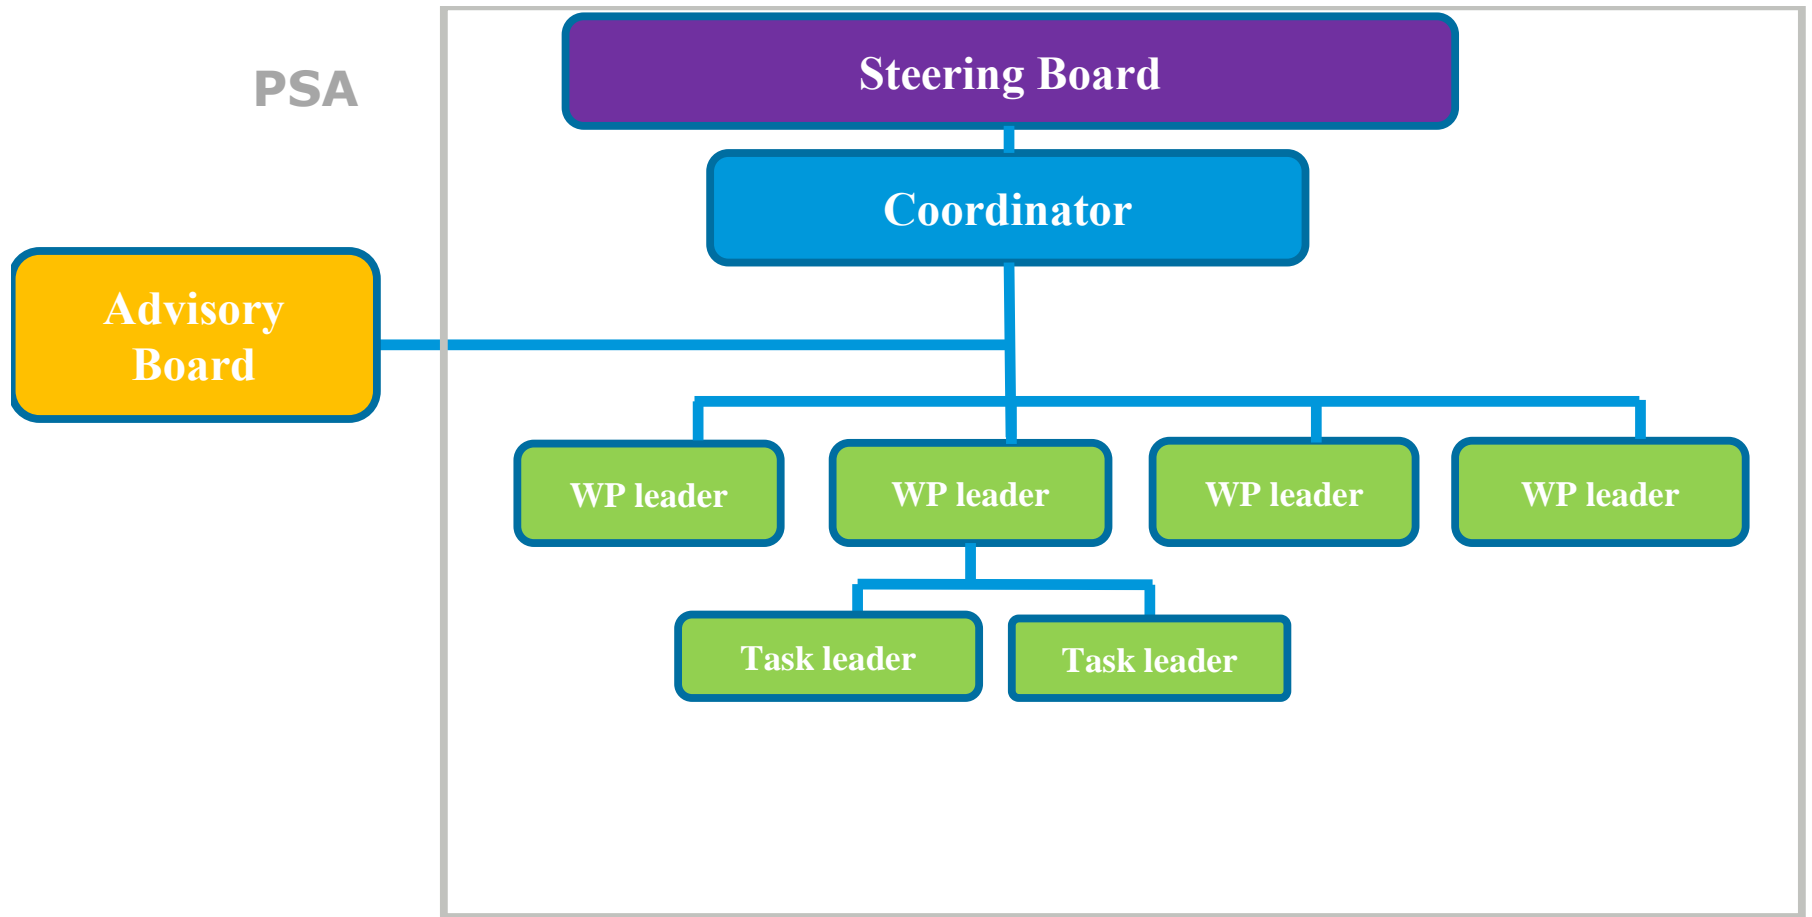 PSA
Steering Board
Coordinator
Advisory
Board
WP leader
WP leader
WP leader
WP leader
Task leader
Task leader